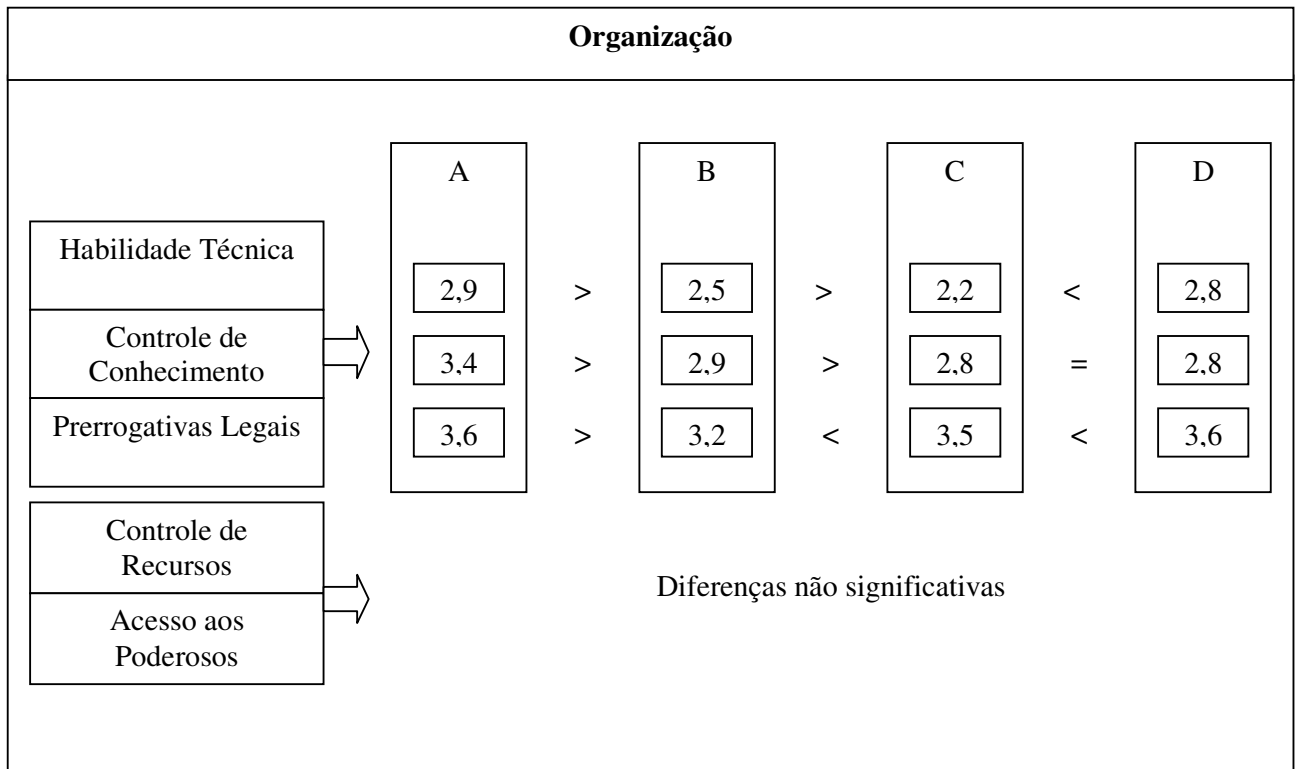 Organização
A B C D
Habilidade Técnica
2,9 > 2,5 > 2,2 < 2,8
Controle de
Conhecimento
3,4 > 2,9 > 2,8 = 2,8
Prerrogativas Legais
3,6 > 3,2 < 3,5 < 3,6
Controle de
Recursos
Diferenças não significativas
Acesso aos
Poderosos